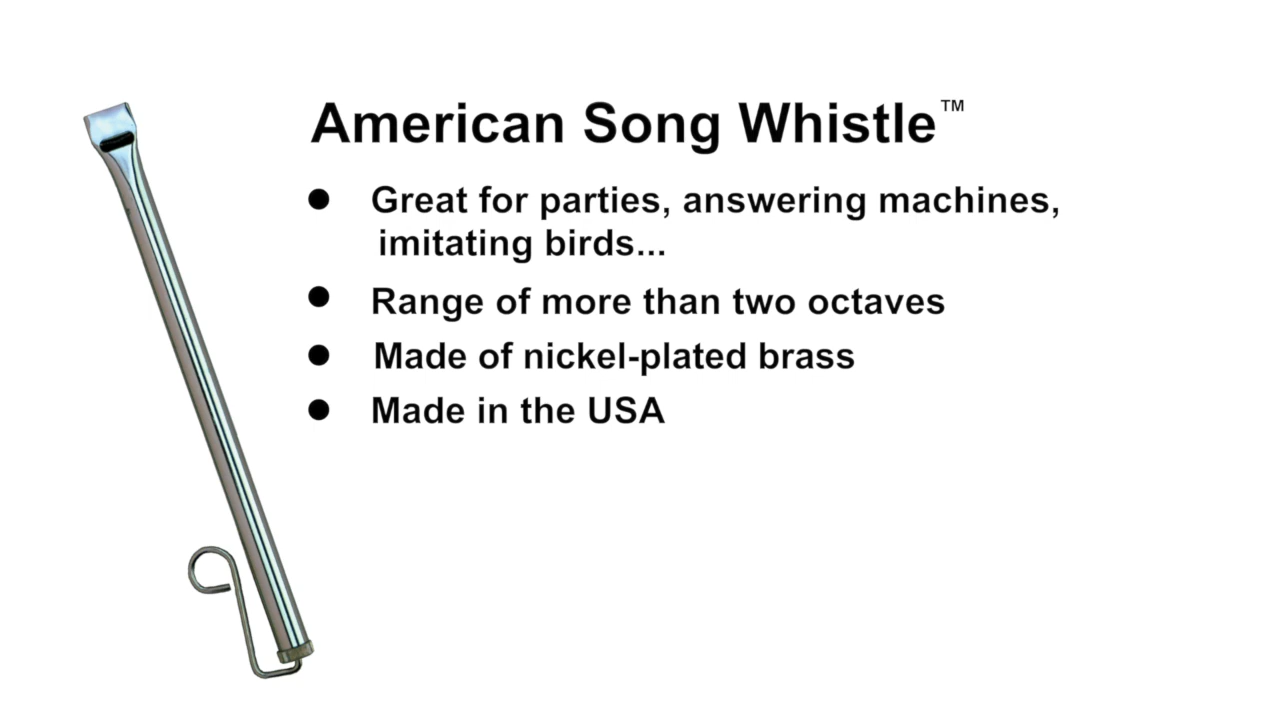 American Song Whistle™
● Great for parties, answering machines,
imitating birds...
● Range of more than two octaves
● Made of nickel-plated brass
● Made in the USA